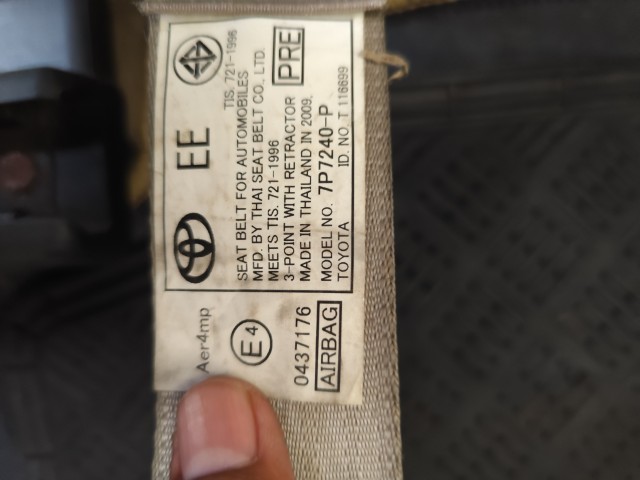 EE
TIS. 721-1996
SEAT BELT FOR AUTOMOBILES
MFD. BY THAI SEAT BELT CO., LTD.
MEETS TIS. 721-1996
3-POINT WITH RETRACTOR
PRE
MADE IN THAILAND IN 2009.
MODEL NO. 7P7240-P
TOYOTA ID. NO. T 116699
Aer4mp
E4
0437176
AIRBAG